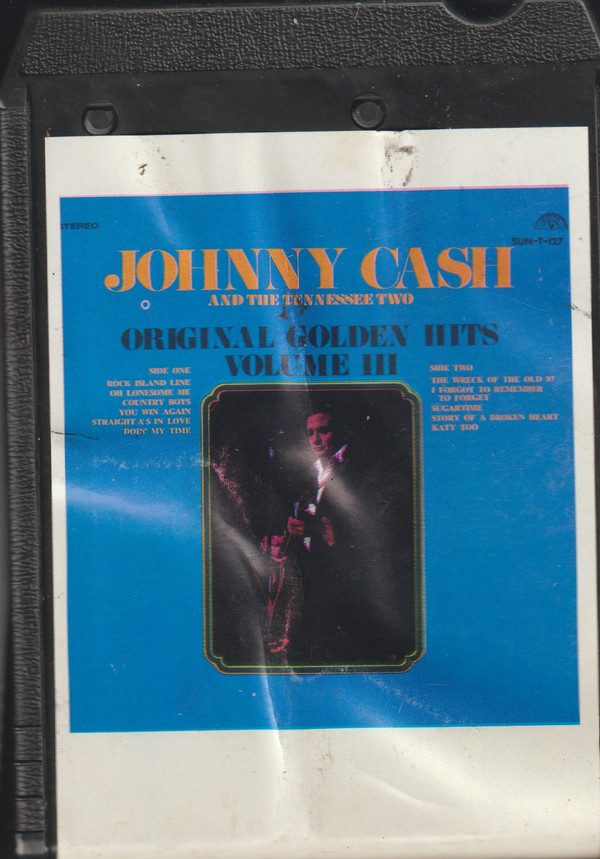 STEREO
SUN-T-127
JOHNNY CASH
AND THE TENNESSEE TWO
ORIGINAL GOLDEN HITS
VOLUME III
SIDE ONE
ROCK ISLAND LINE
OH LONESOME ME
COUNTRY BOYS
YOU WIN AGAIN
STRAIGHT A'S IN LOVE
DOIN' MY TIME
SIDE TWO
THE WRECK OF THE OLD 97
I FORGOT TO REMEMBER
TO FORGET
SUGARTIME
STORY OF A BROKEN HEART
KATY TOO